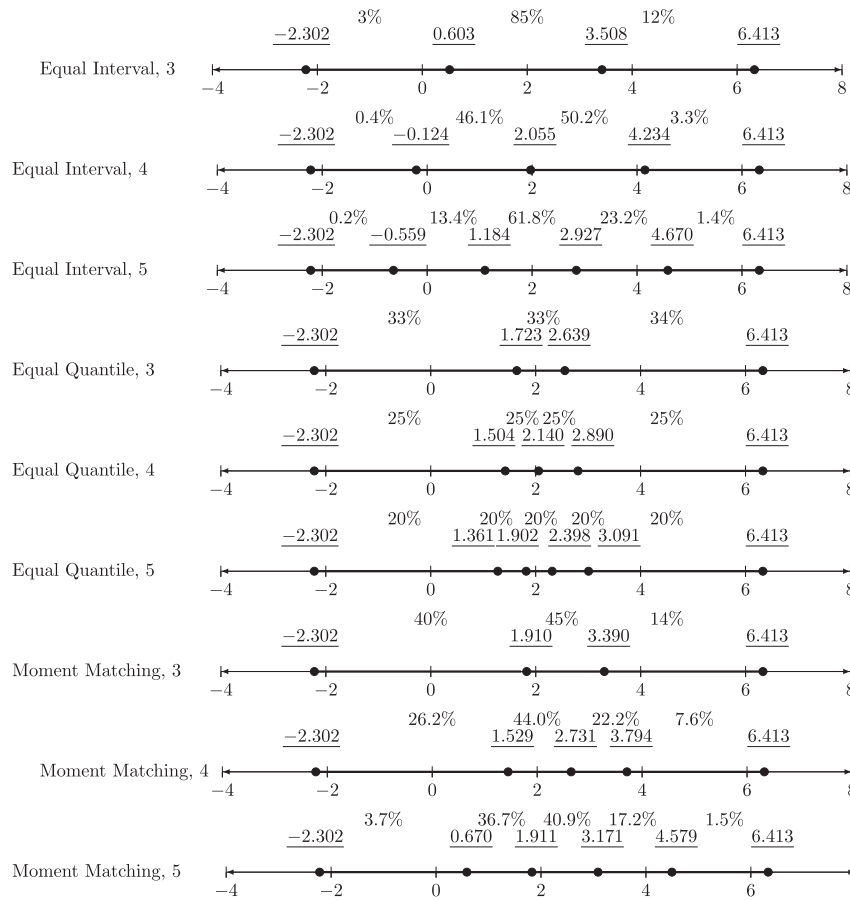 3% 85% 12%
−2.302 0.603 3.508 6.413
Equal Interval, 3
−4 −2 0 2 4 6 8
0.4% 46.1% 50.2% 3.3%
−2.302 −0.124 2.055 4.234 6.413
Equal Interval, 4
−4 −2 0 2 4 6 8
0.2% 13.4% 61.8% 23.2% 1.4%
−2.302 −0.559 1.184 2.927 4.670 6.413
Equal Interval, 5
−4 −2 0 2 4 6 8
33% 33% 34%
−2.302 1.723 2.639 6.413
Equal Quantile, 3
−4 −2 0 2 4 6 8
25% 25% 25% 25%
−2.302 1.504 2.140 2.890 6.413
Equal Quantile, 4
−4 −2 0 2 4 6 8
20% 20% 20% 20% 20%
−2.302 1.361 1.902 2.398 3.091 6.413
Equal Quantile, 5
−4 −2 0 2 4 6 8
40% 45% 14%
−2.302 1.910 3.390 6.413
Moment Matching, 3
−4 −2 0 2 4 6 8
26.2% 44.0% 22.2% 7.6%
−2.302 1.529 2.731 3.794 6.413
Moment Matching, 4
−4 −2 0 2 4 6 8
3.7% 36.7% 40.9% 17.2% 1.5%
−2.302 0.670 1.911 3.171 4.579 6.413
Moment Matching, 5
−4 −2 0 2 4 6